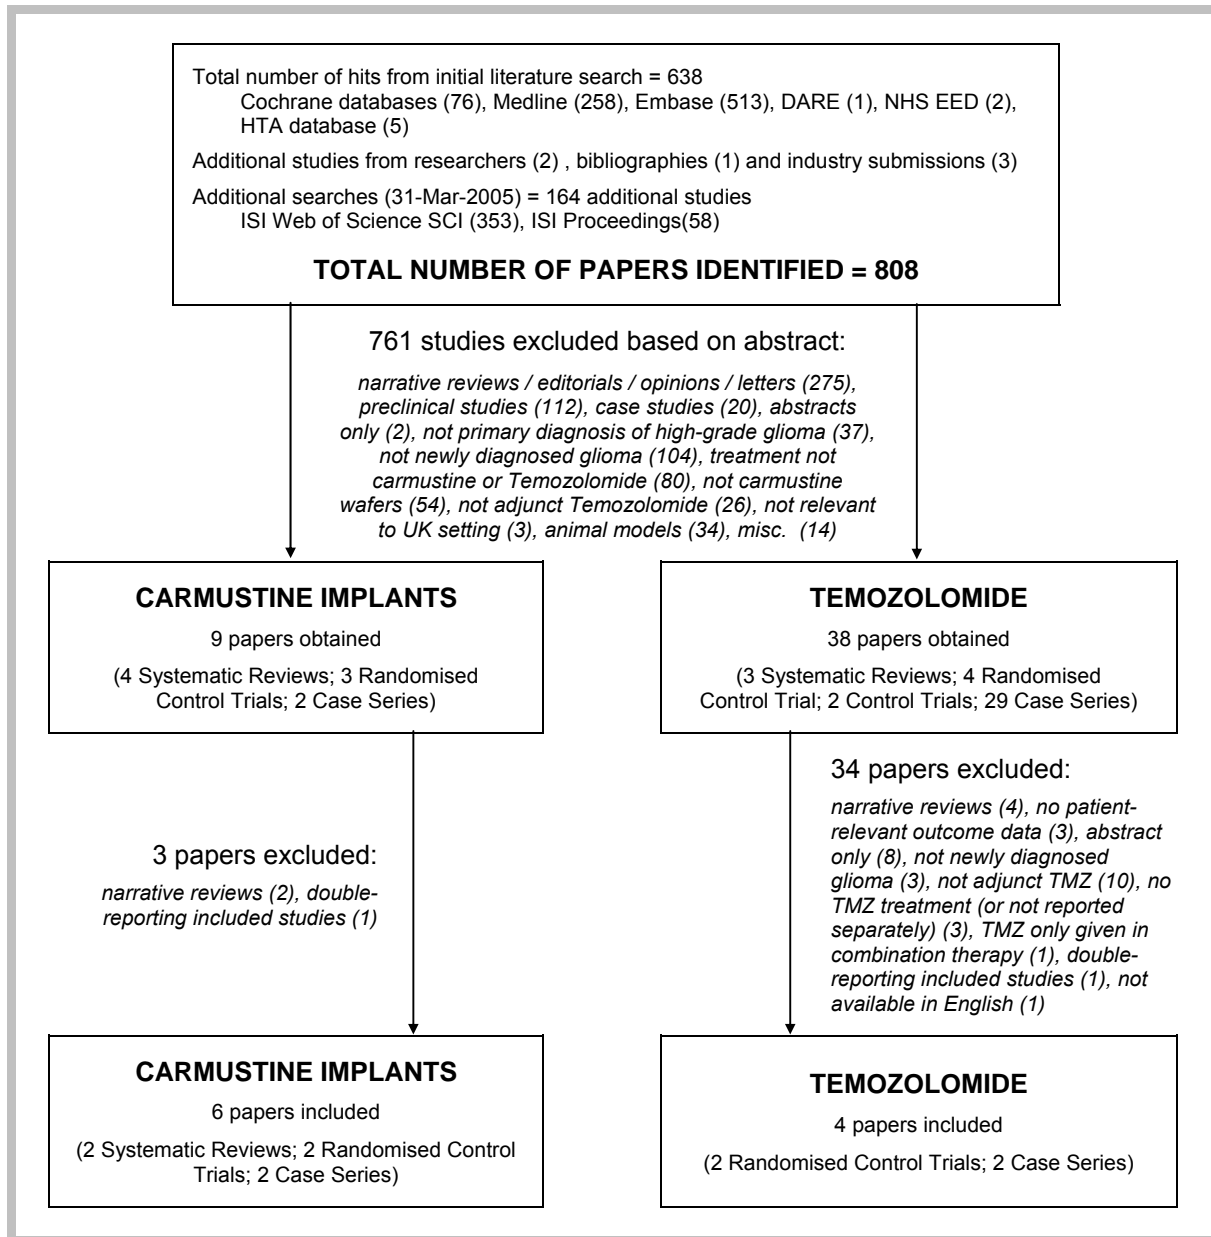 Total number of hits from initial literature search = 638
Cochrane databases (76), Medline (258), Embase (513), DARE (1), NHS EED (2),
HTA database (5)
Additional studies from researchers (2) , bibliographies (1) and industry submissions (3)
Additional searches (31-Mar-2005) = 164 additional studies
ISI Web of Science SCI (353), ISI Proceedings(58)
TOTAL NUMBER OF PAPERS IDENTIFIED = 808
761 studies excluded based on abstract:
narrative reviews / editorials / opinions / letters (275),
preclinical studies (112), case studies (20), abstracts
only (2), not primary diagnosis of high-grade glioma (37),
not newly diagnosed glioma (104), treatment not
carmustine or Temozolomide (80), not carmustine
wafers (54), not adjunct Temozolomide (26), not relevant
to UK setting (3), animal models (34), misc. (14)
CARMUSTINE IMPLANTS
9 papers obtained
(4 Systematic Reviews; 3 Randomised
Control Trials; 2 Case Series)
TEMOZOLOMIDE
38 papers obtained
(3 Systematic Reviews; 4 Randomised
Control Trial; 2 Control Trials; 29 Case Series)
3 papers excluded:
narrative reviews (2), double-
reporting included studies (1)
34 papers excluded:
narrative reviews (4), no patient-
relevant outcome data (3), abstract
only (8), not newly diagnosed
glioma (3), not adjunct TMZ (10), no
TMZ treatment (or not reported
separately) (3), TMZ only given in
combination therapy (1), double-
reporting included studies (1), not
available in English (1)
CARMUSTINE IMPLANTS
6 papers included
(2 Systematic Reviews; 2 Randomised Control
Trials; 2 Case Series)
TEMOZOLOMIDE
4 papers included
(2 Randomised Control Trials; 2 Case Series)